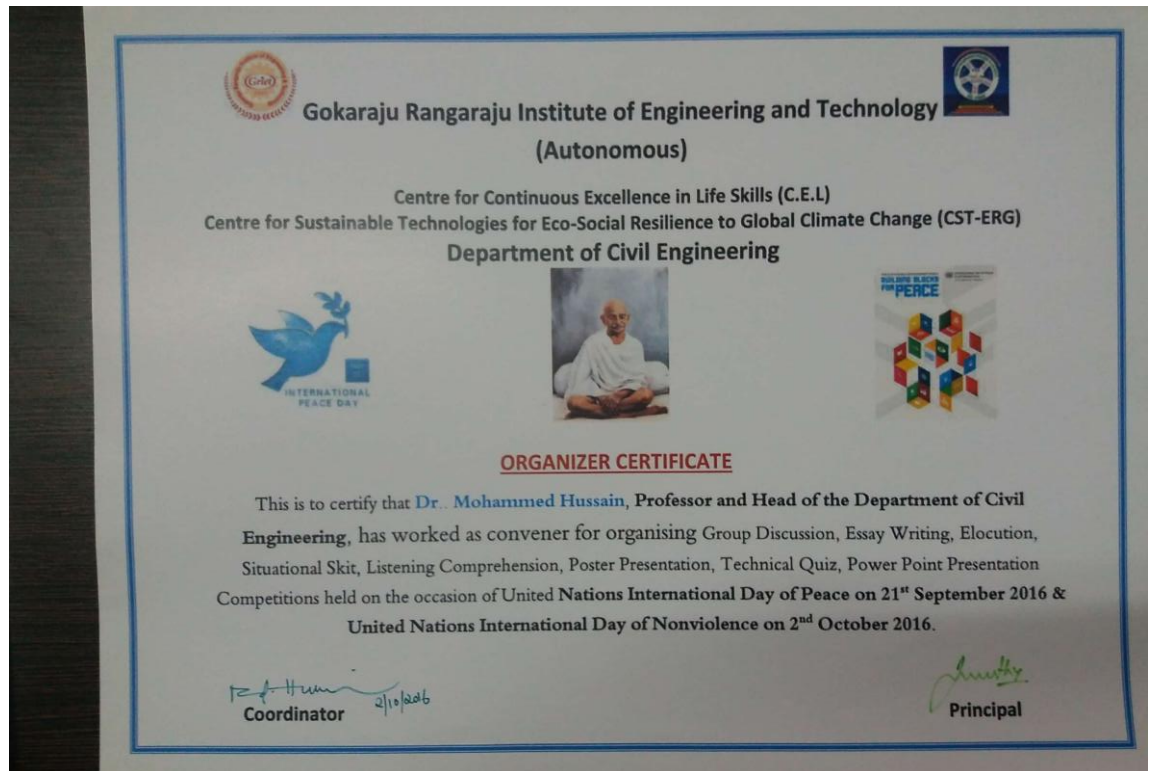 Griet
Gokaraju Rangaraju Institute of Engineering and Technology
(Autonomous)
Centre for Continuous Excellence in Life Skills (C.E.L)
Centre for Sustainable Technologies for Eco-Social Resilience to Global Climate Change (CST-ERG)
Department of Civil Engineering
INTERNATIONAL
PEACE DAY
BUILDING BLOCKS
FOR PEACE
ORGANIZER CERTIFICATE
This is to certify that Dr.. Mohammed Hussain, Professor and Head of the Department of Civil
Engineering, has worked as convener for organising Group Discussion, Essay Writing, Elocution,
Situational Skit, Listening Comprehension, Poster Presentation, Technical Quiz, Power Point Presentation
Competitions held on the occasion of United Nations International Day of Peace on 21st September 2016 &
United Nations International Day of Nonviolence on 2nd October 2016.
2/10/2016
Coordinator
Principal